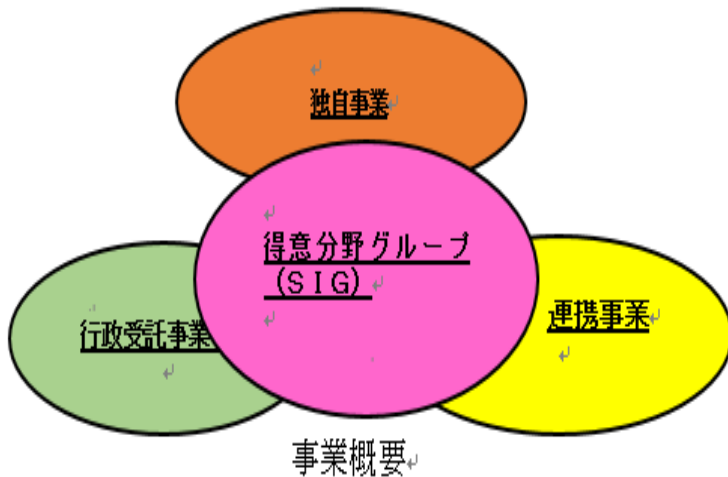 独自事業
得意分野グループ
(SIG)
行政受託事業
連携事業
事業概要